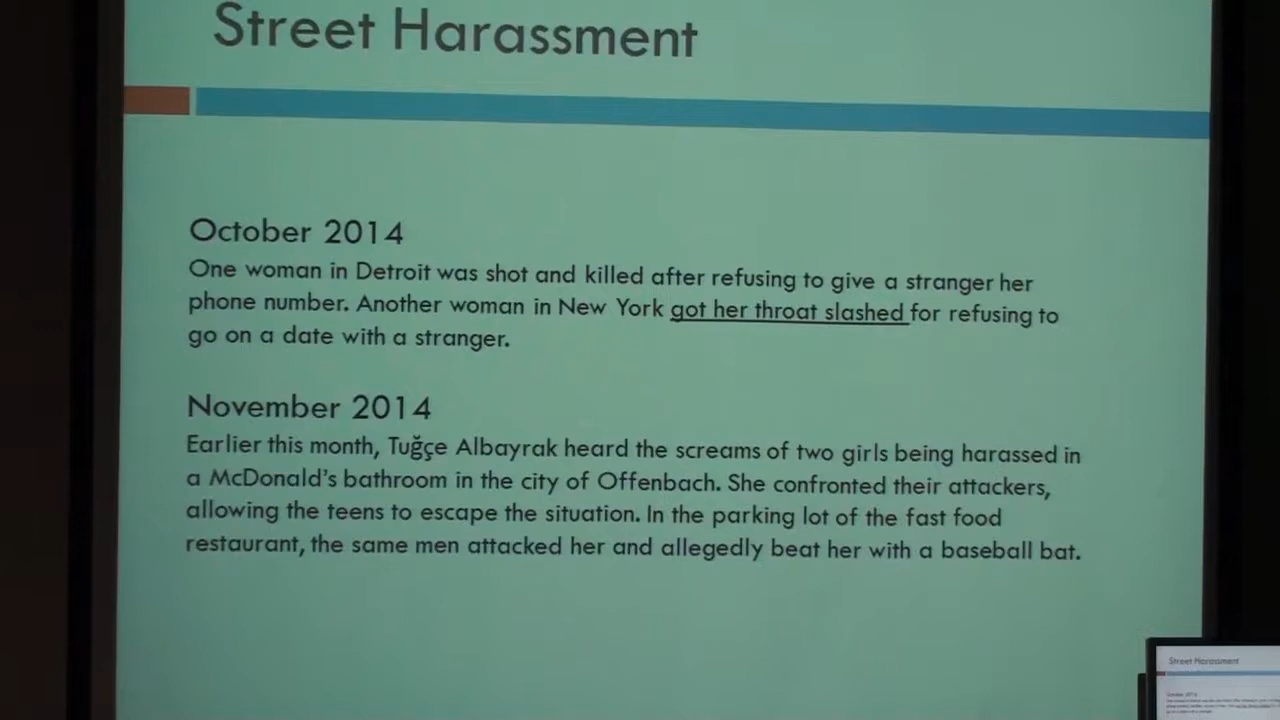 Street Harassment
October 2014
One woman in Detroit was shot and killed after refusing to give a stranger her
phone number. Another woman in New York got her throat slashed for refusing to
go on a date with a stranger.
November 2014
Earlier this month, Tuğçe Albayrak heard the screams of two girls being harassed in
a McDonald's bathroom in the city of Offenbach. She confronted their attackers,
allowing the teens to escape the situation. In the parking lot of the fast food
restaurant, the same men attacked her and allegedly beat her with a baseball bat.
Street Harassment
October 2014